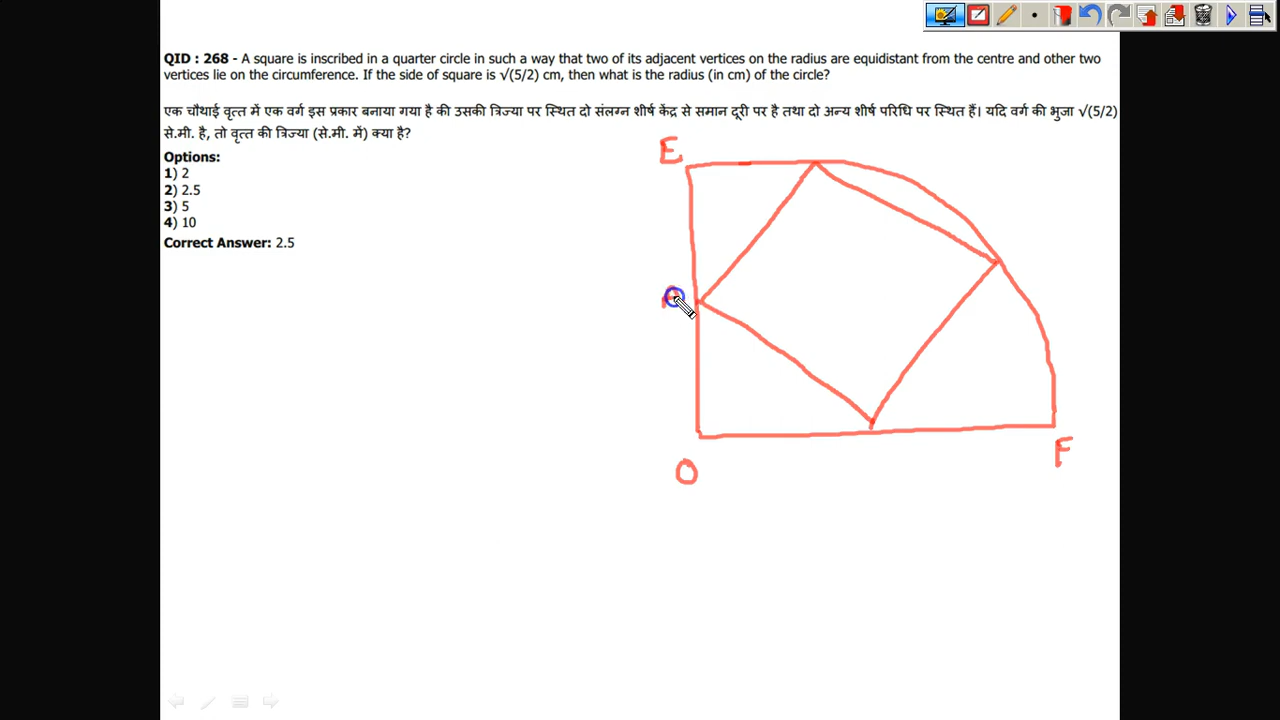 QID : 268 - A square is inscribed in a quarter circle in such a way that two of its adjacent vertices on the radius are equidistant from the centre and other two
vertices lie on the circumference. If the side of square is √(5/2) cm, then what is the radius (in cm) of the circle?
एक चौथाई वृत्त में एक वर्ग इस प्रकार बनाया गया है की उसकी त्रिज्या पर स्थित दो संलग्न शीर्ष केंद्र से समान दूरी पर है तथा दो अन्य शीर्ष परिधि पर स्थित हैं। यदि वर्ग की भुजा √(5/2)
से.मी. है, तो वृत्त की त्रिज्या (से.मी. में) क्या है?
Options:
1) 2
2) 2.5
3) 5
4) 10
Correct Answer: 2.5
E
A
O
F